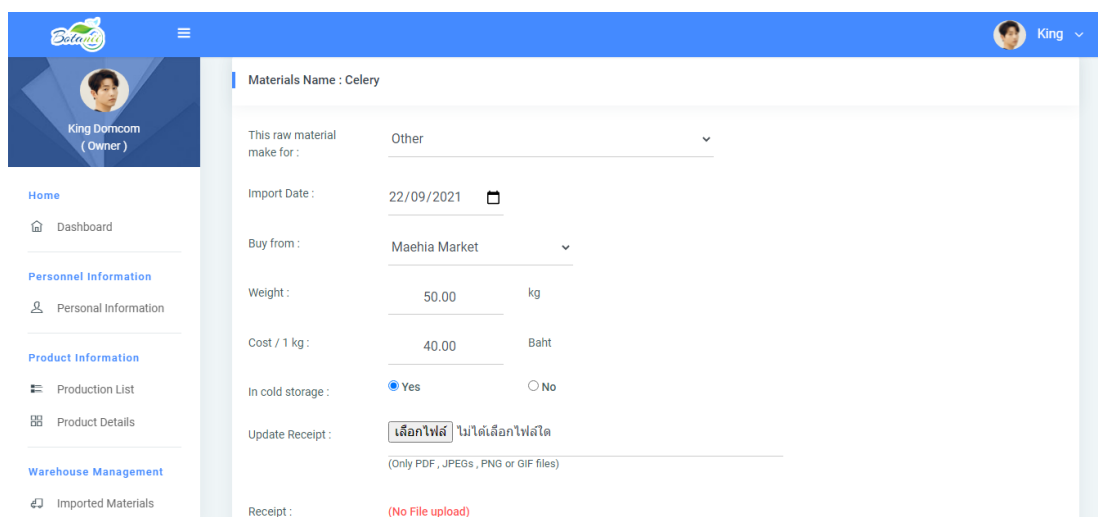 Botanic
King
King Domcom
( Owner )
Home
Dashboard
Personnel Information
Personal Information
Product Information
Production List
Product Details
Warehouse Management
Imported Materials
Materials Name : Celery
This raw material
make for :
Other
Import Date :
22/09/2021
Buy from :
Maehia Market
Weight :
50.00
kg
Cost / 1 kg :
40.00
Baht
In cold storage :
Yes
No
Update Receipt :
เลือกไฟล์ ไม่ได้เลือกไฟล์ใด
(Only PDF , JPEGs , PNG or GIF files)
Receipt :
(No File upload)